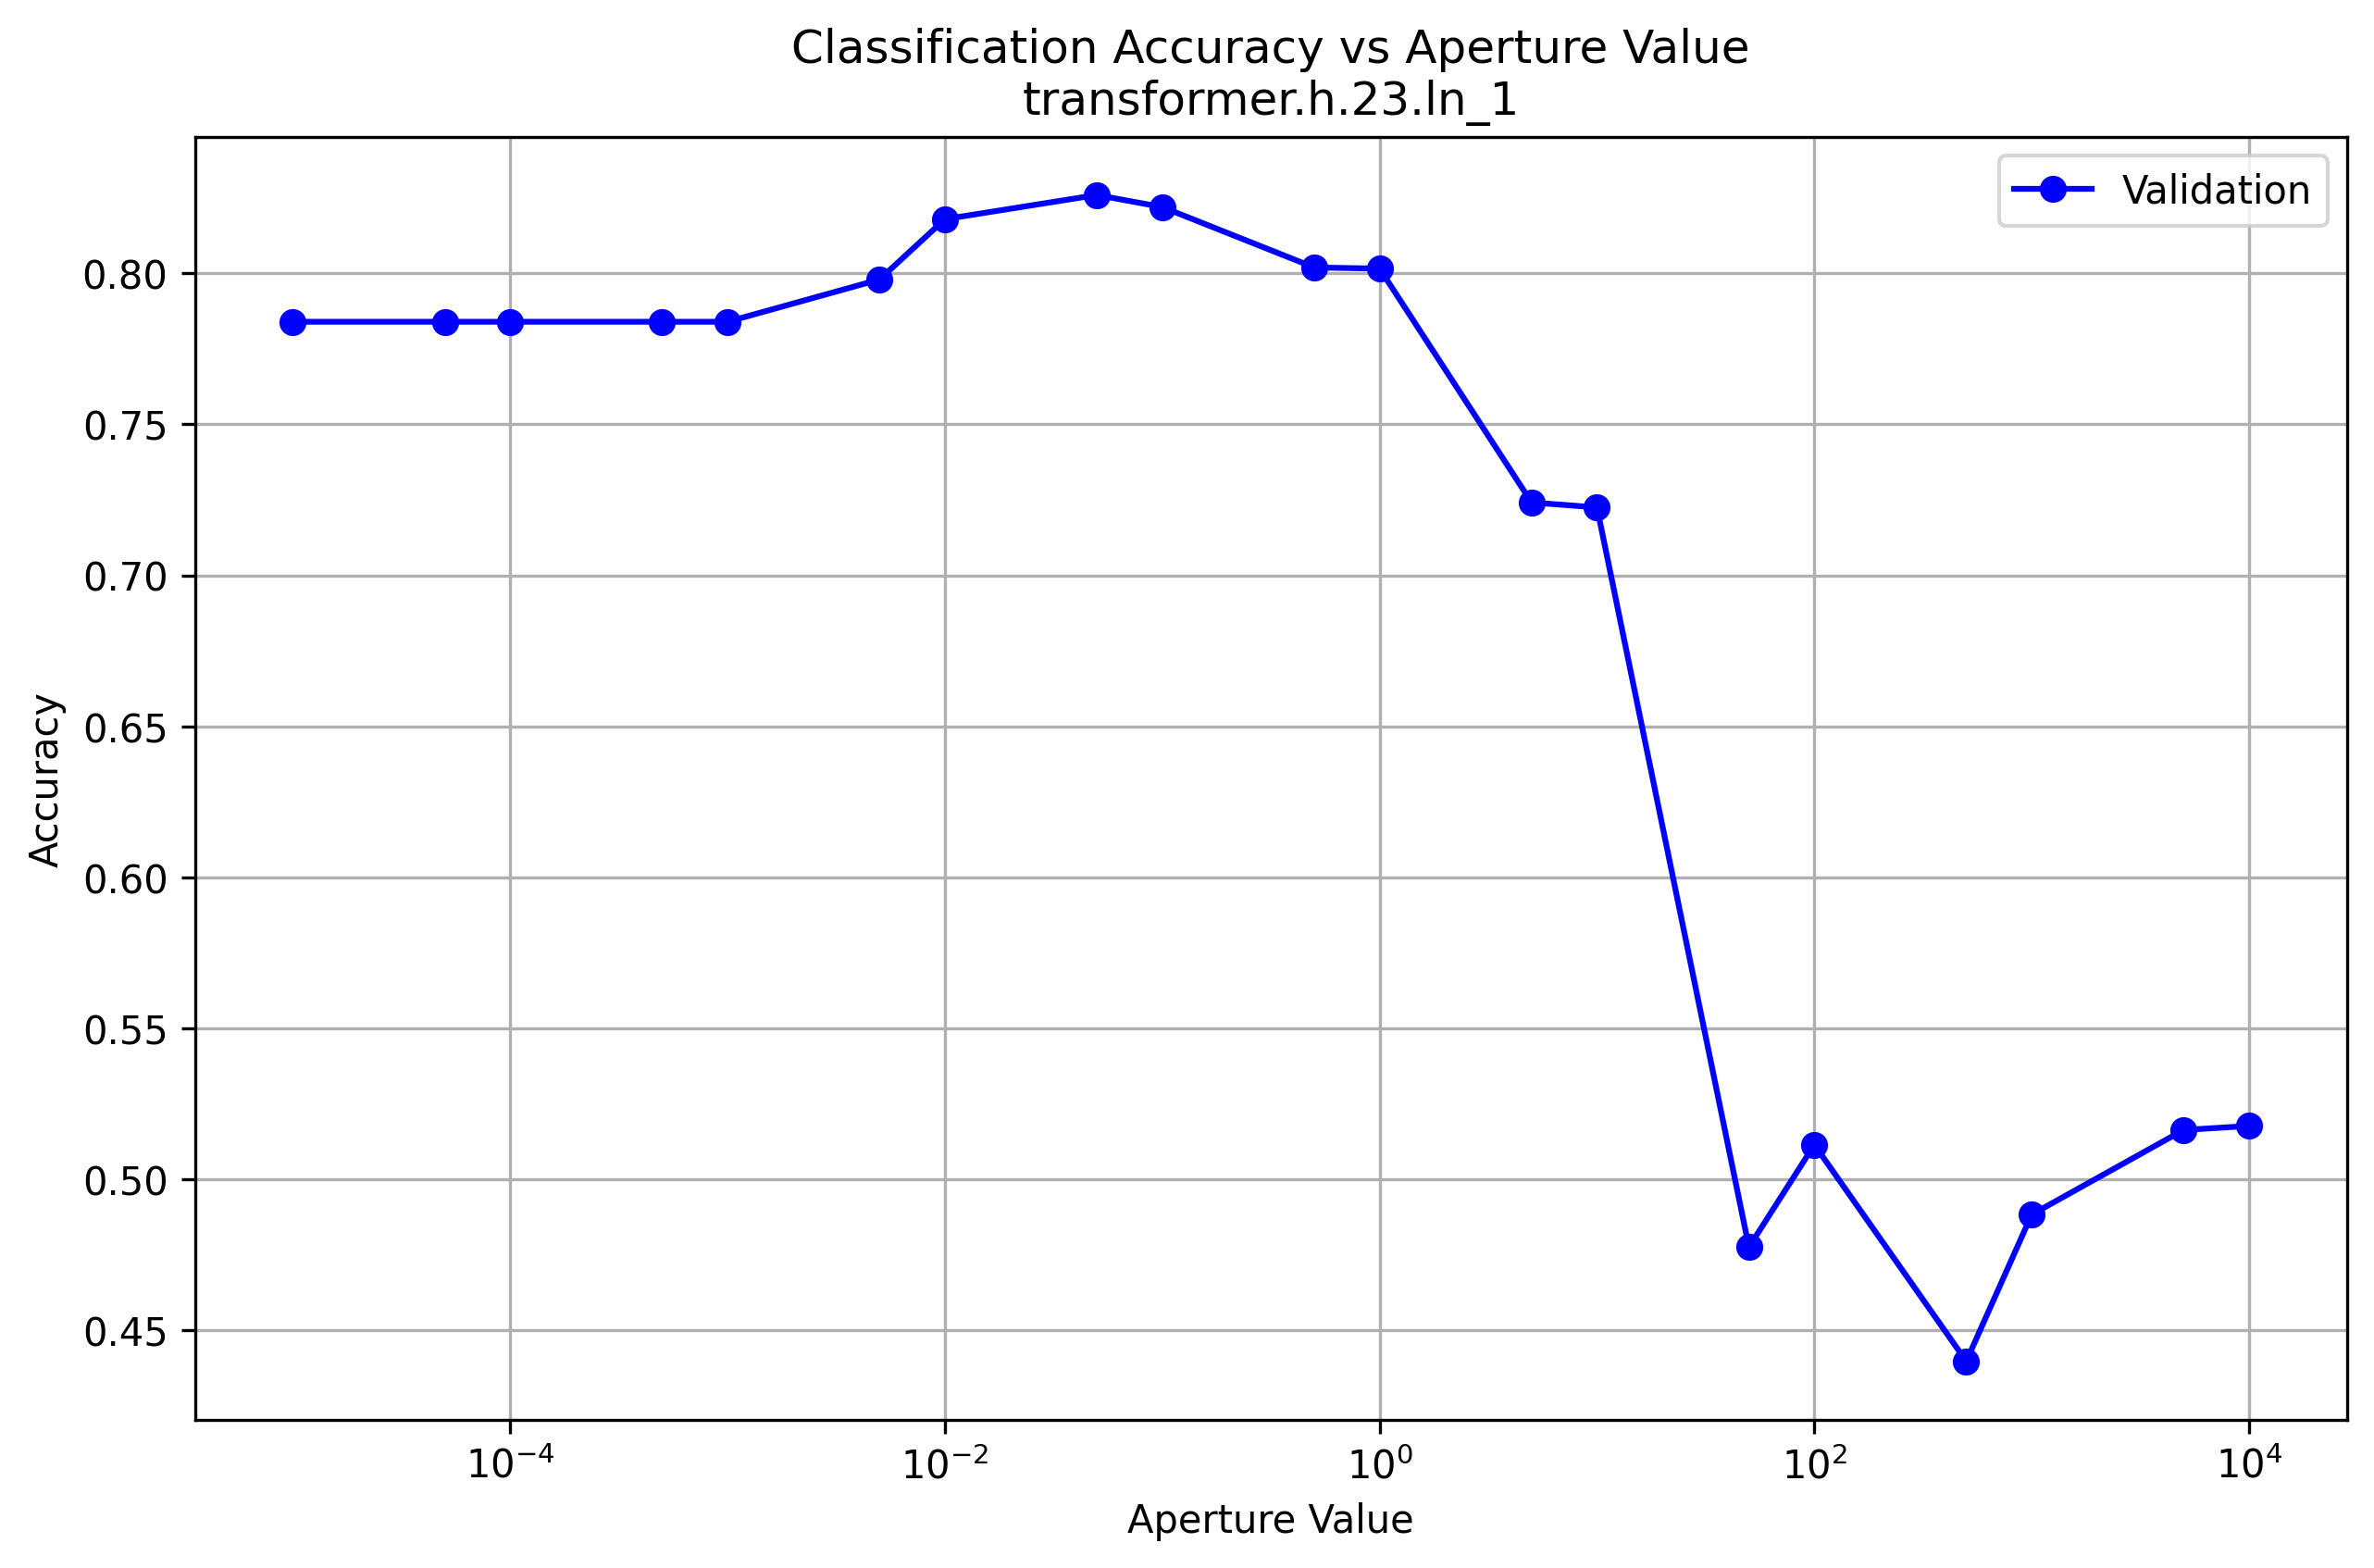 Classification Accuracy vs Aperture Value
transformer.h.23.ln_1
Validation
0.80
0.75
0.70
0.65
0.60
0.55
0.50
0.45
Accuracy
10⁻⁴ 10⁻² 10⁰ 10² 10⁴
Aperture Value